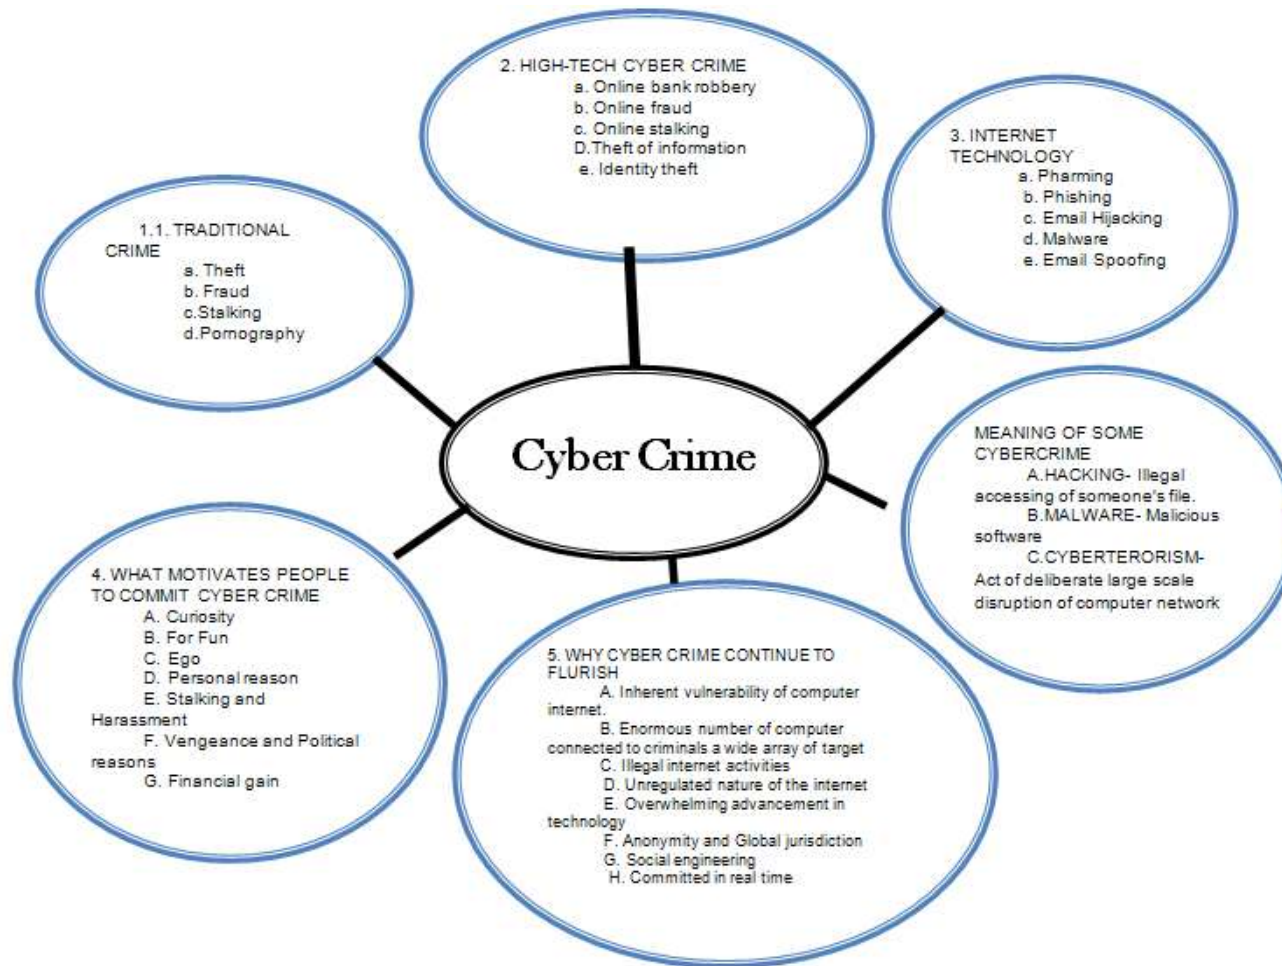 2. HIGH-TECH CYBER CRIME
a. Online bank robbery
b. Online fraud
c. Online stalking
D.Theft of information
e. Identity theft
3. INTERNET
TECHNOLOGY
a. Pharming
b. Phishing
c. Email Hijacking
d. Malware
e. Email Spoofing
1.1. TRADITIONAL
CRIME
a. Theft
b. Fraud
c.Stalking
d.Pornography
Cyber Crime
MEANING OF SOME
CYBERCRIME
A.HACKING- Illegal
accessing of someone's file.
B.MALWARE- Malicious
software
C.CYBERTERORISM-
Act of deliberate large scale
disruption of computer network
4. WHAT MOTIVATES PEOPLE
TO COMMIT CYBER CRIME
A. Curiosity
B. For Fun
C. Ego
D. Personal reason
E. Stalking and
Harassment
F. Vengeance and Political
reasons
G. Financial gain
5. WHY CYBER CRIME CONTINUE TO
FLURISH
A. Inherent vulnerability of computer
internet.
B. Enormous number of computer
connected to criminals a wide array of target
C. Illegal internet activities
D. Unregulated nature of the internet
E. Overwhelming advancement in
technology
F. Anonymity and Global jurisdiction
G. Social engineering
H. Committed in real time